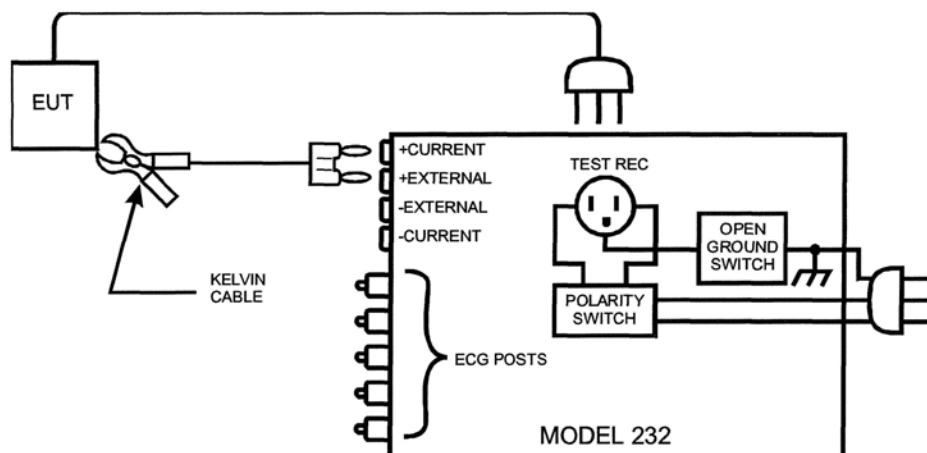 EUT
+CURRENT
+EXTERNAL
-EXTERNAL
-CURRENT
TEST REC
OPEN
GROUND
SWITCH
KELVIN
CABLE
POLARITY
SWITCH
ECG POSTS
MODEL 232